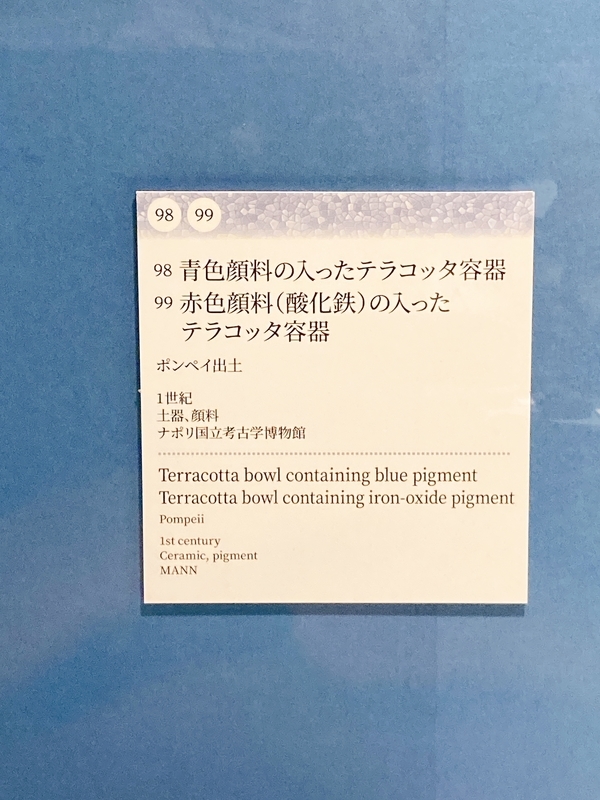 98 99
98 青色顔料の入ったテラコッタ容器
99 赤色顔料(酸化鉄)の入った
テラコッタ容器
ポンペイ出土
1世紀
土器、顔料
ナポリ国立考古学博物館
Terracotta bowl containing blue pigment
Terracotta bowl containing iron-oxide pigment
Pompeii
1st century
Ceramic, pigment
MANN